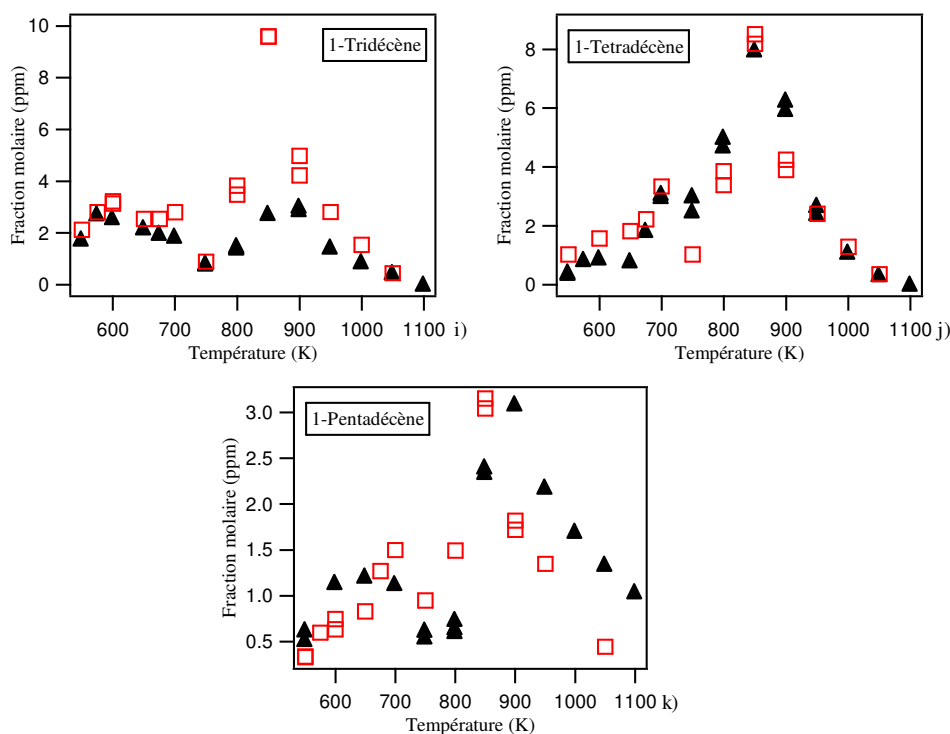 10
8
6
4
2
0
Fraction molaire (ppm)
1-Tridécène
600 700 800 900 1000 1100 i)
Température (K)
8
6
4
2
0
Fraction molaire (ppm)
1-Tetradécène
600 700 800 900 1000 1100 j)
Température (K)
3.0
2.5
2.0
1.5
1.0
0.5
Fraction molaire (ppm)
1-Pentadécène
600 700 800 900 1000 1100 k)
Température (K)